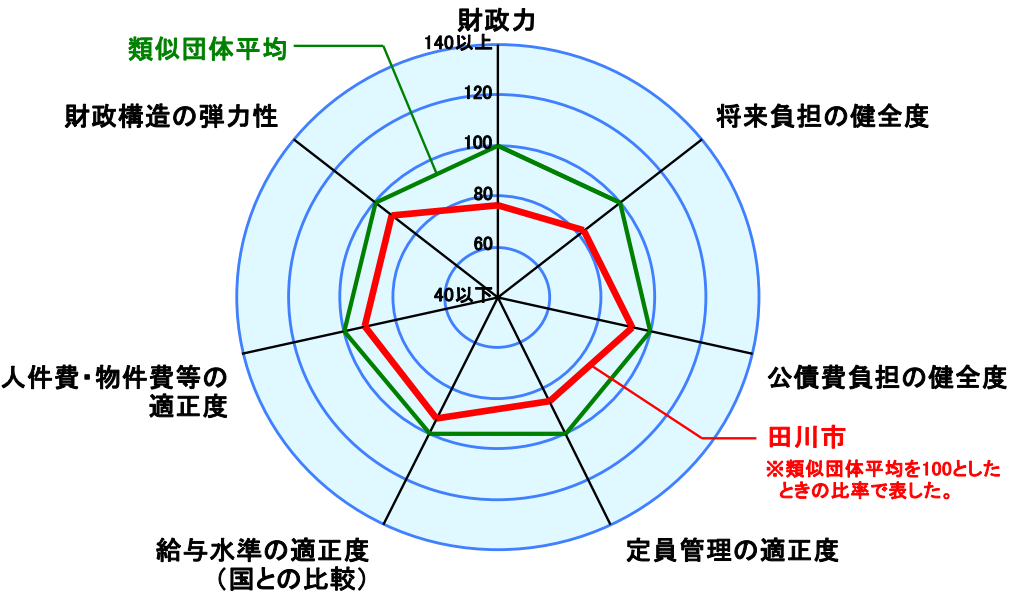 財政力
類似団体平均
140以上
120
財政構造の弾力性
将来負担の健全度
100
80
60
40以下
人件費・物件費等の
適正度
公債費負担の健全度
田川市
※類似団体平均を100とした
ときの比率で表した。
給与水準の適正度
（国との比較）
定員管理の適正度